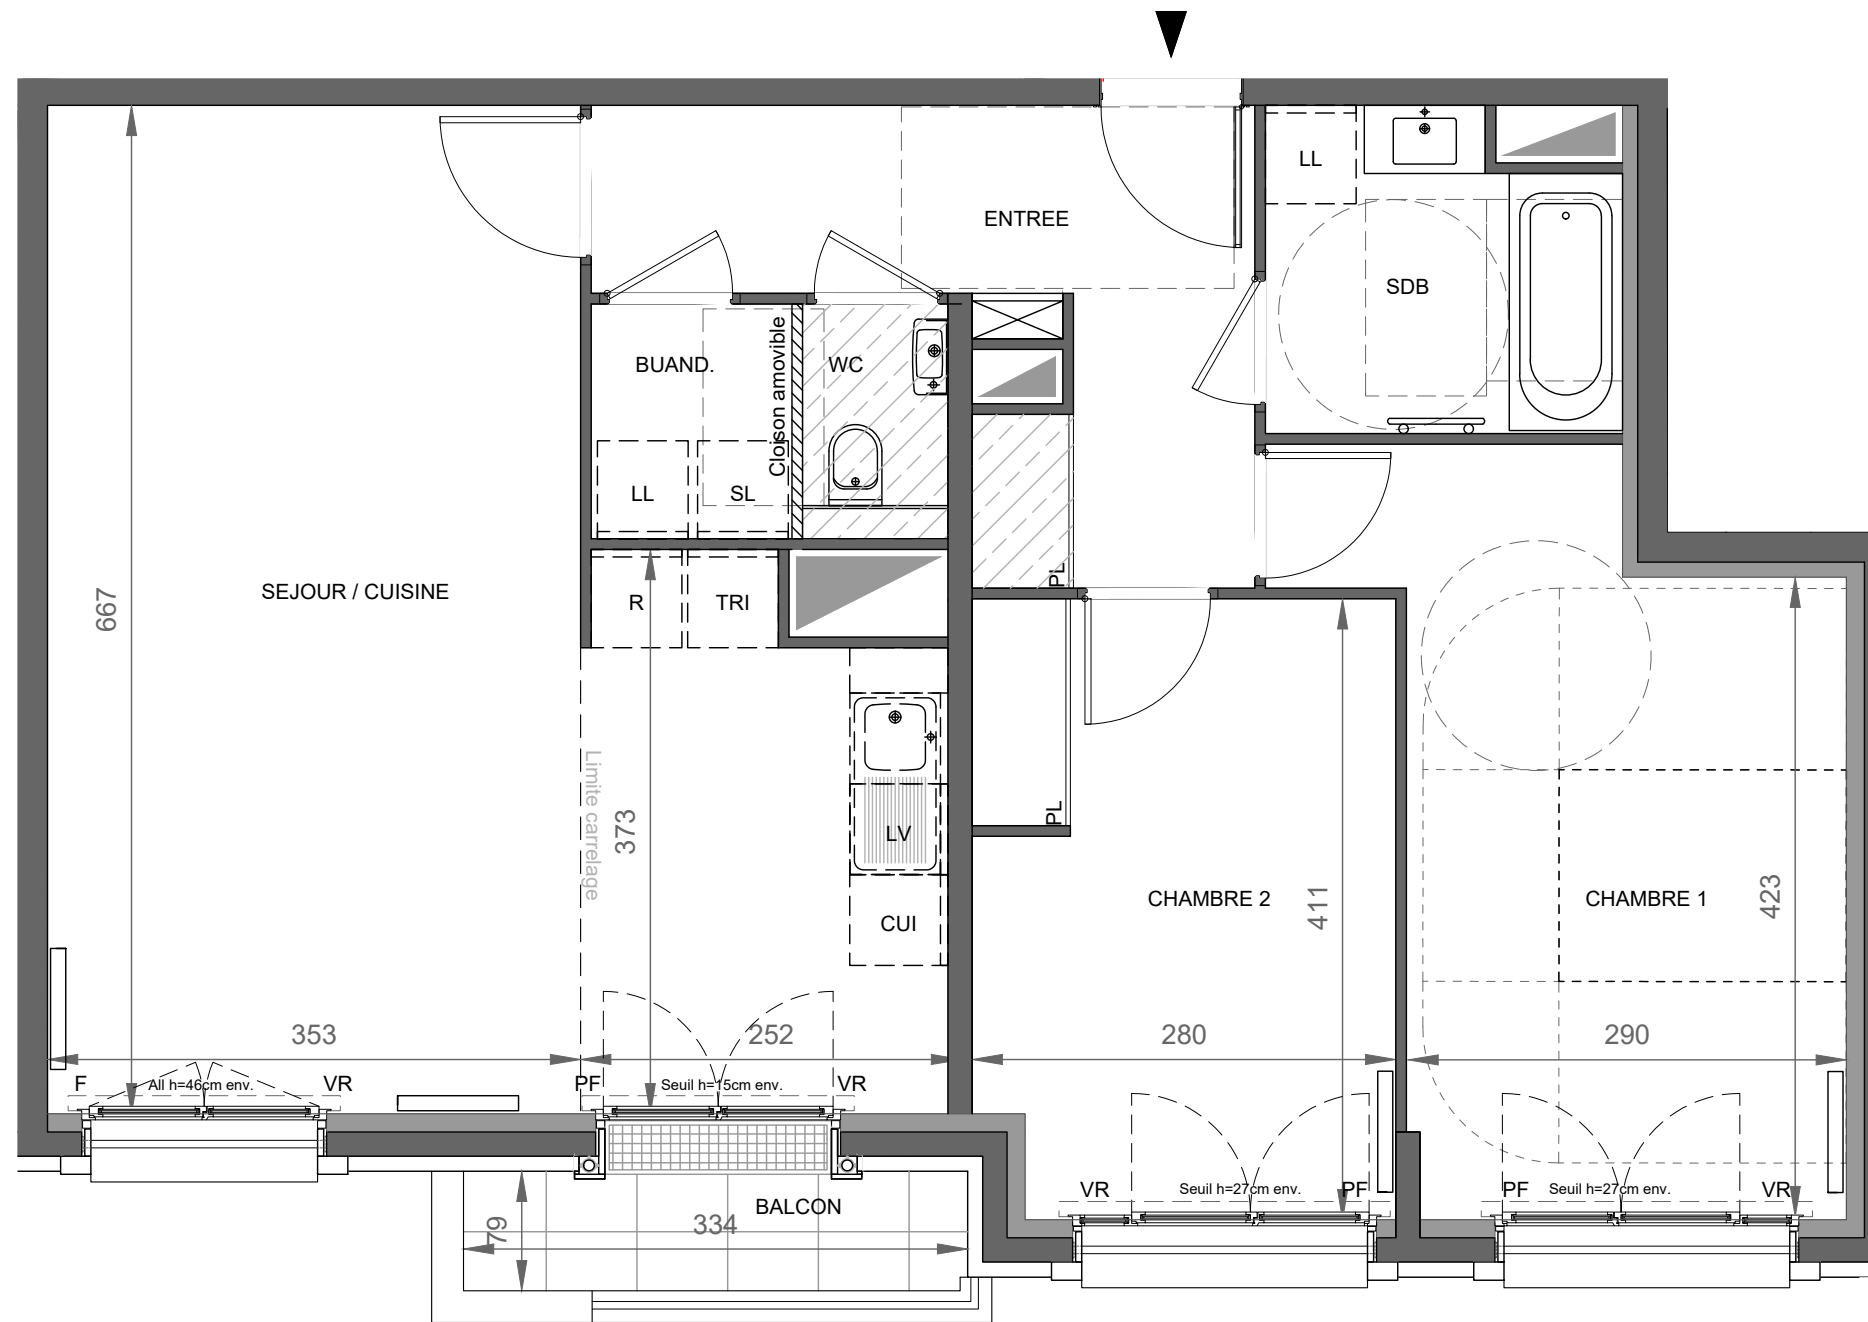 ENTREE
LL
SDB
BUAND.
Cloison amovible
WC
LL
SL
PL
SEJOUR / CUISINE
667
R
TRI
Limite carrelage
373
LV
CUI
PL
CHAMBRE 2
411
CHAMBRE 1
423
353
252
280
290
F
All h=46cm env.
VR
PF
Seuil h=15cm env.
VR
VR
Seuil h=27cm env.
PF
PF
Seuil h=27cm env.
VR
BALCON
79
334